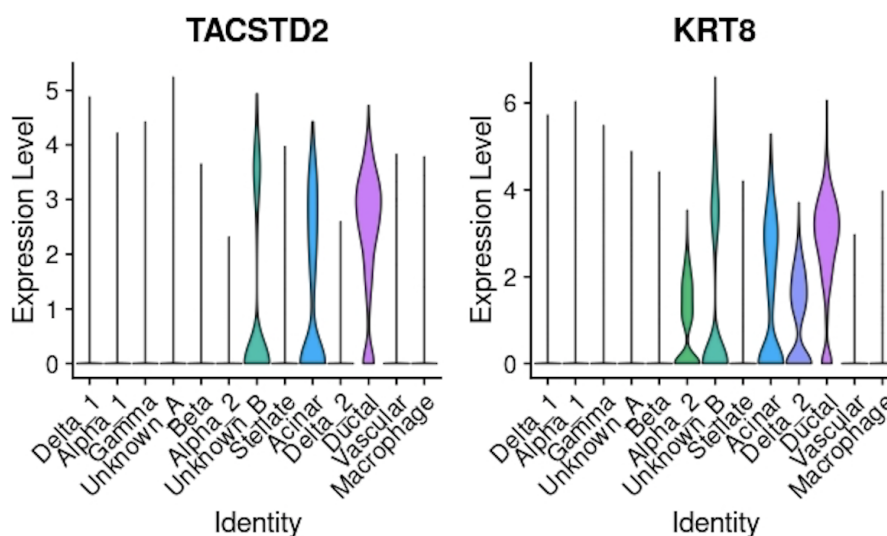 TACSTD2
Expression Level
5
4
3
2
1
0
Delta_1
Alpha_1
Gamma
Unknown_A
Beta
Alpha_2
Unknown_B
Stellate
Acinar
Delta_2
Ductal
Vascular
Macrophage
Identity
KRT8
Expression Level
6
4
2
0
Delta_1
Alpha_1
Gamma
Unknown_A
Beta
Alpha_2
Unknown_B
Stellate
Acinar
Delta_2
Ductal
Vascular
Macrophage
Identity